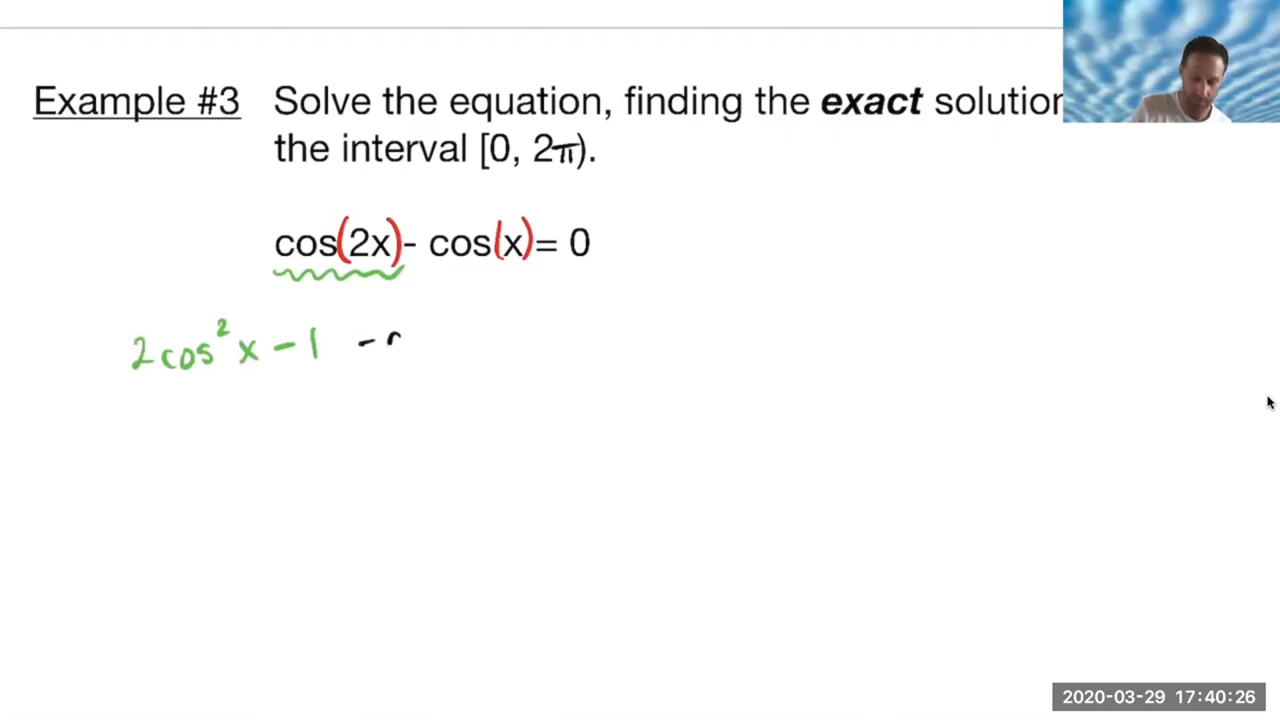 Example #3 Solve the equation, finding the exact solution
the interval [0, 2π).
cos(2x) - cos(x) = 0
2cos²x - 1 -
2020-03-29 17:40:26